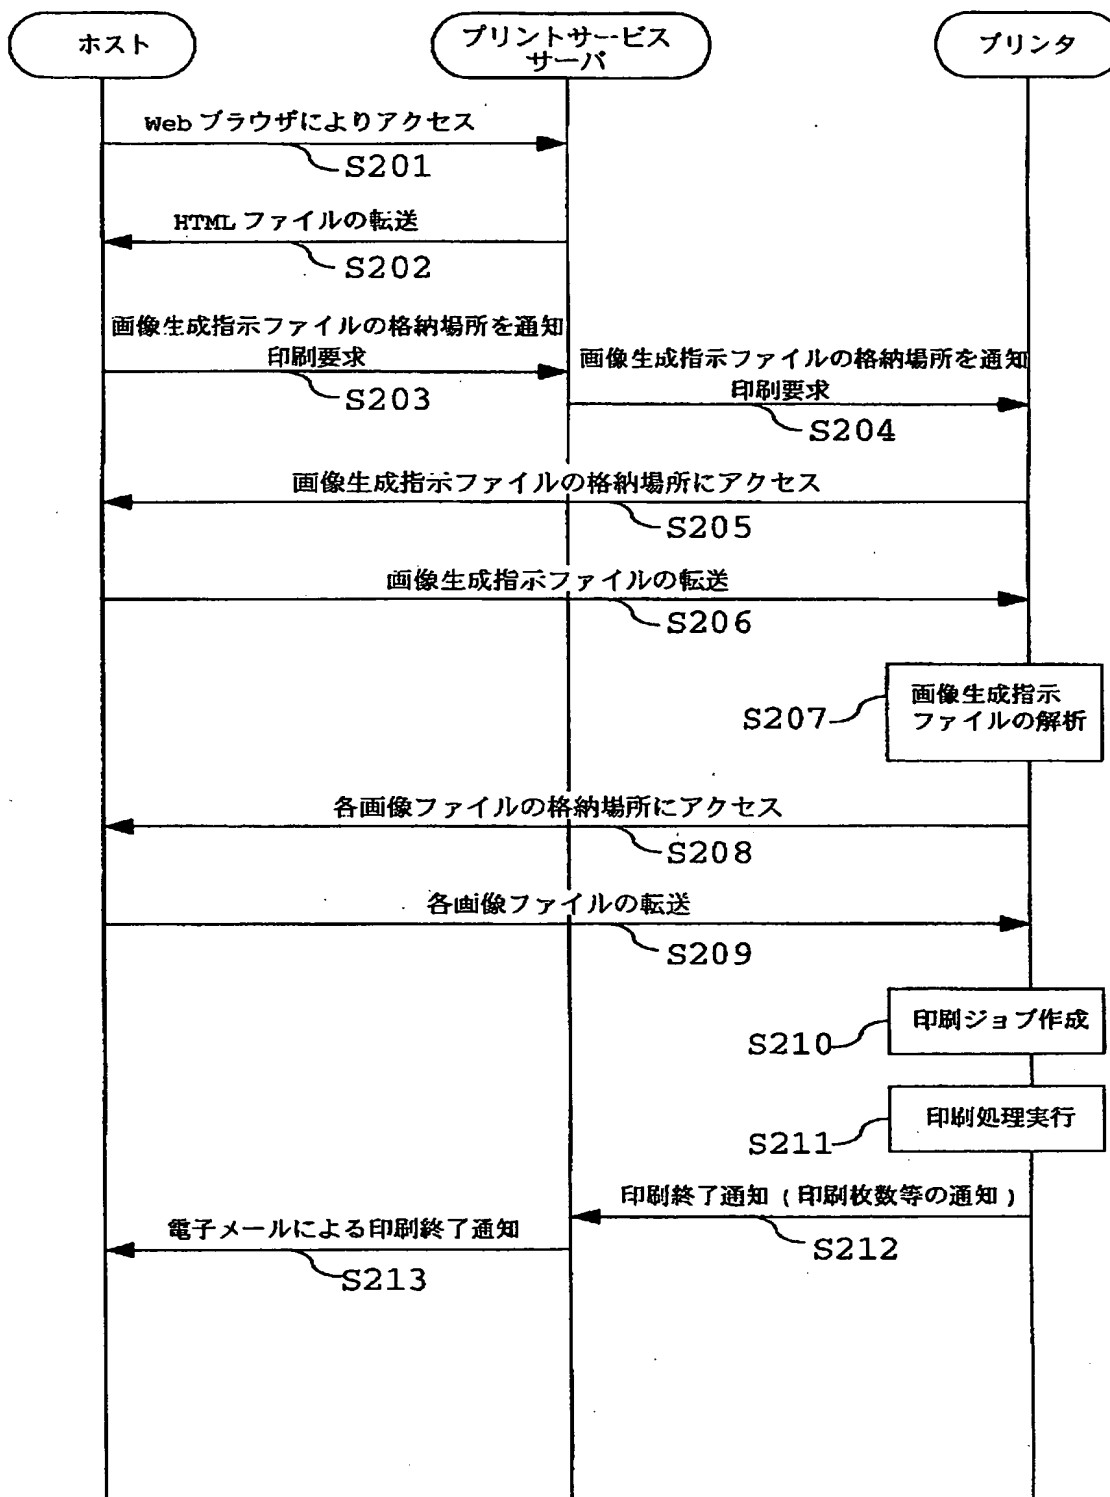 ホスト
プリントサービス
サーバ
プリンタ
Web ブラウザによりアクセス
S201
HTML ファイルの転送
S202
画像生成指示ファイルの格納場所を通知
印刷要求
S203
画像生成指示ファイルの格納場所を通知
印刷要求
S204
画像生成指示ファイルの格納場所にアクセス
S205
画像生成指示ファイルの転送
S206
画像生成指示
ファイルの解析
S207
各画像ファイルの格納場所にアクセス
S208
各画像ファイルの転送
S209
印刷ジョブ作成
S210
印刷処理実行
S211
印刷終了通知 ( 印刷枚数等の通知 )
S212
電子メールによる印刷終了通知
S213